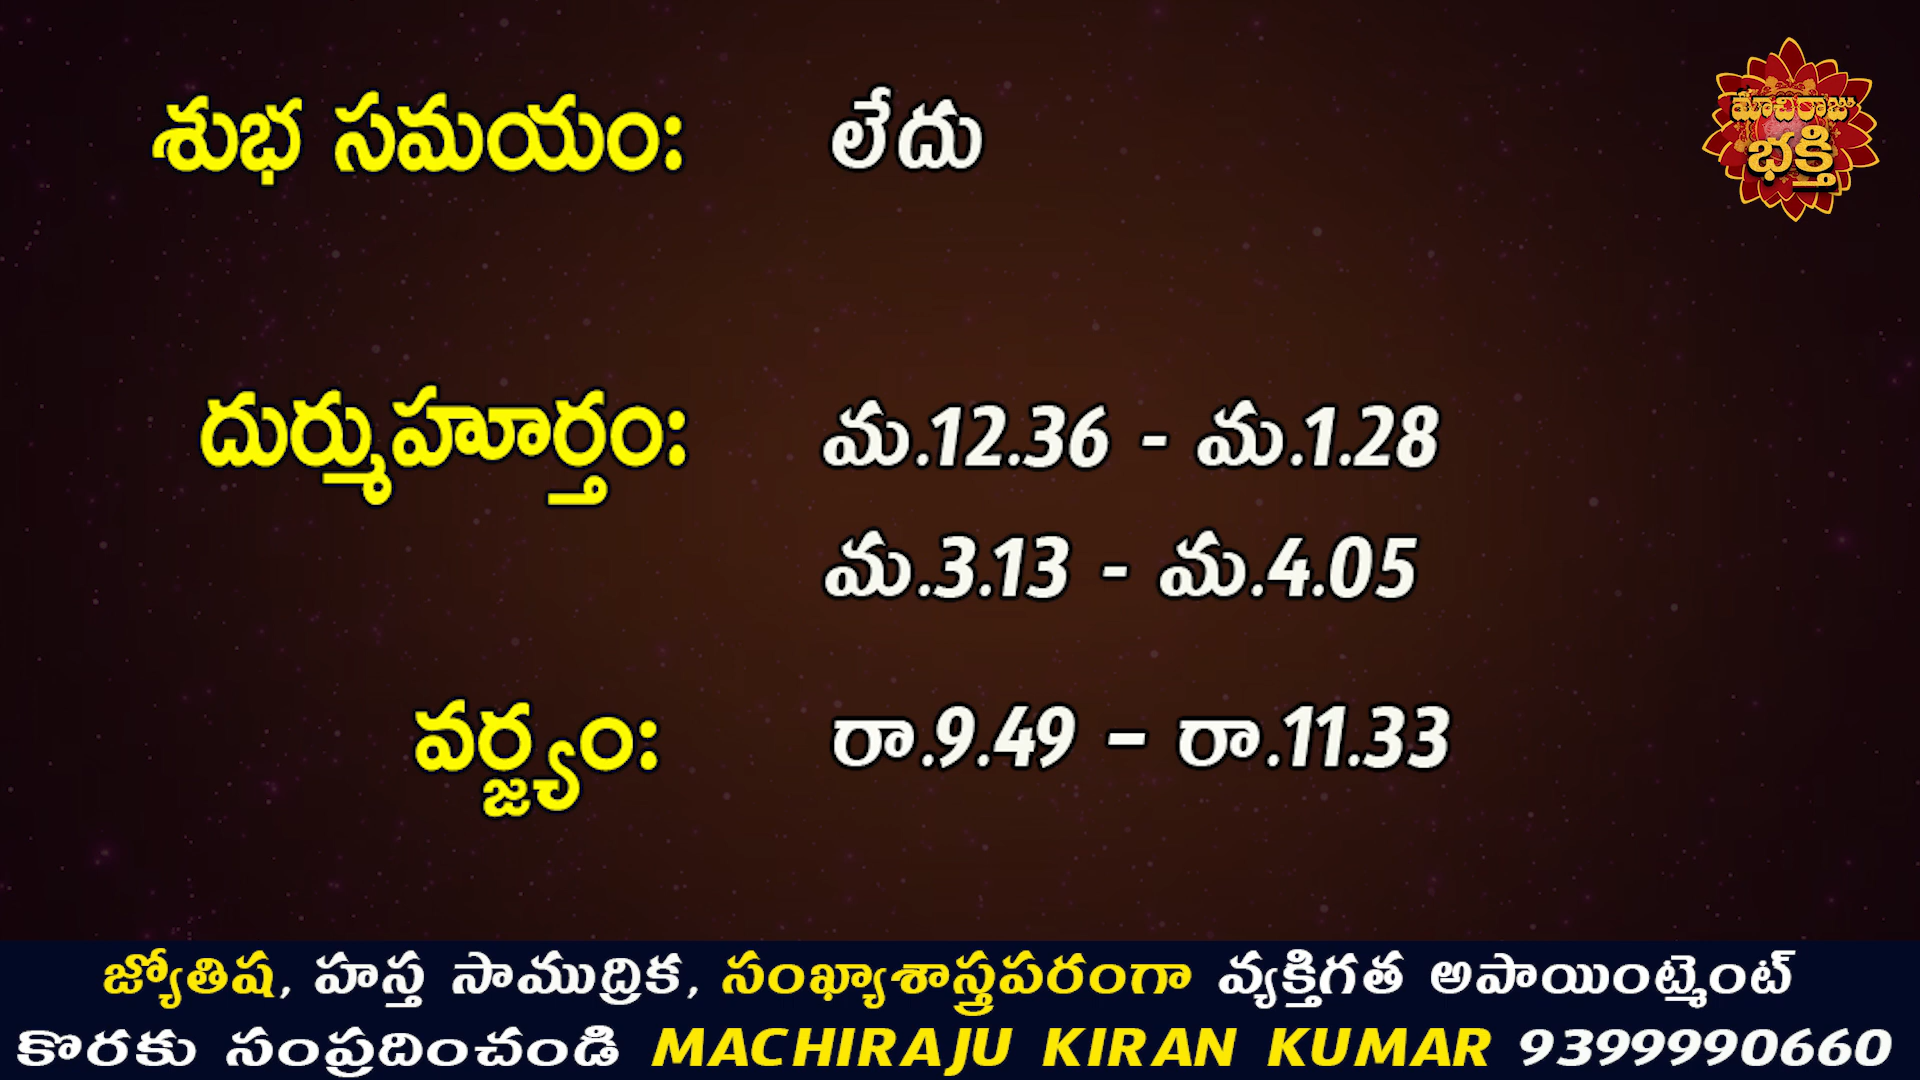 మాచిరాజు
భక్తి
శుభ సమయం: లేదు
దుర్ముహూర్తం: మ.12.36 - మ.1.28
మ.3.13 - మ.4.05
వర్జ్యం: రా.9.49 – రా.11.33
జ్యోతిష, హస్త సాముద్రిక, సంఖ్యాశాస్త్రపరంగా వ్యక్తిగత అపాయింట్మెంట్
కొరకు సంప్రదించండి MACHIRAJU KIRAN KUMAR 9399990660